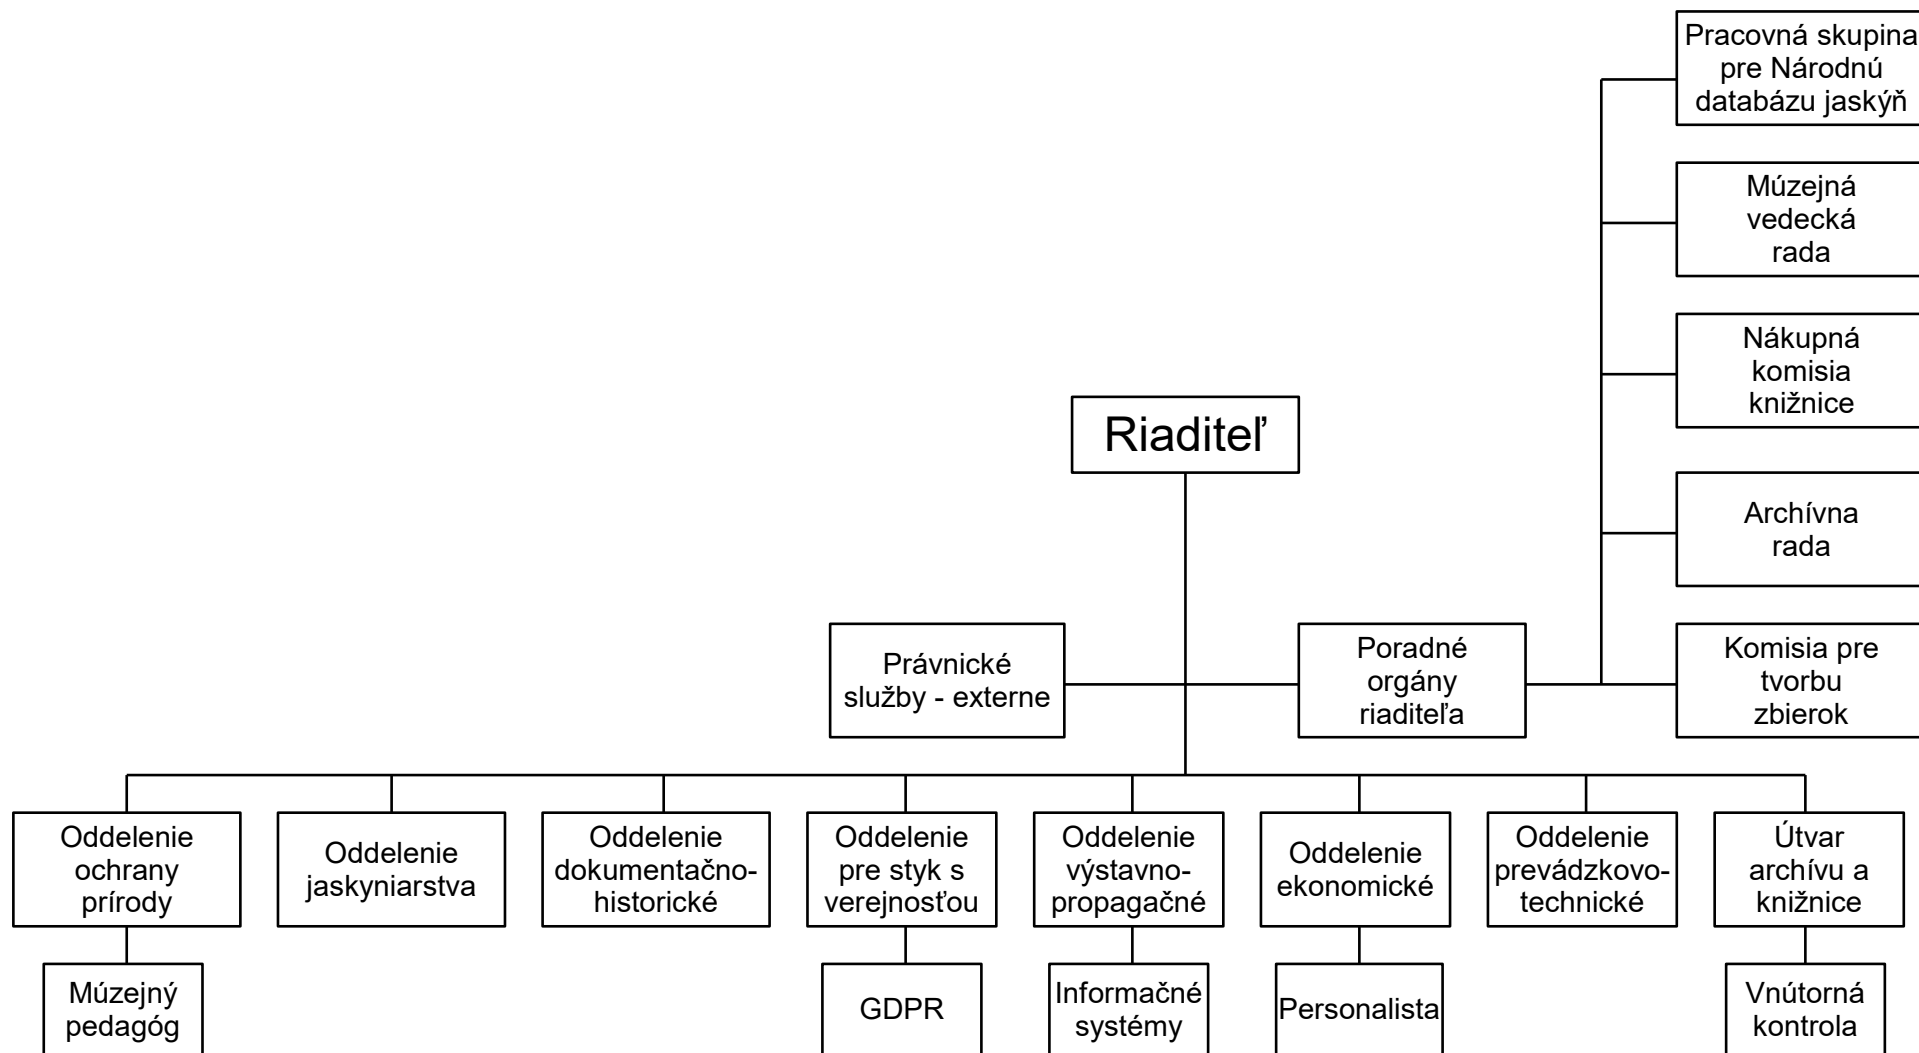 Pracovná skupina
pre Národnú
databázu jaskýň
Múzejná
vedecká
rada
Nákupná
komisia
knižnice
Riaditeľ
Archívna
rada
Právnické
služby - externe
Poradné
orgány
riaditeľa
Komisia pre
tvorbu
zbierok
Oddelenie
ochrany
prírody
Oddelenie
jaskyniarstva
Oddelenie
dokumentačno-
historické
Oddelenie
pre styk s
verejnosťou
Oddelenie
výstavno-
propagačné
Oddelenie
ekonomické
Oddelenie
prevádzkovo-
technické
Útvar
archívu a
knižnice
Múzejný
pedagóg
GDPR
Informačné
systémy
Personalista
Vnútorná
kontrola